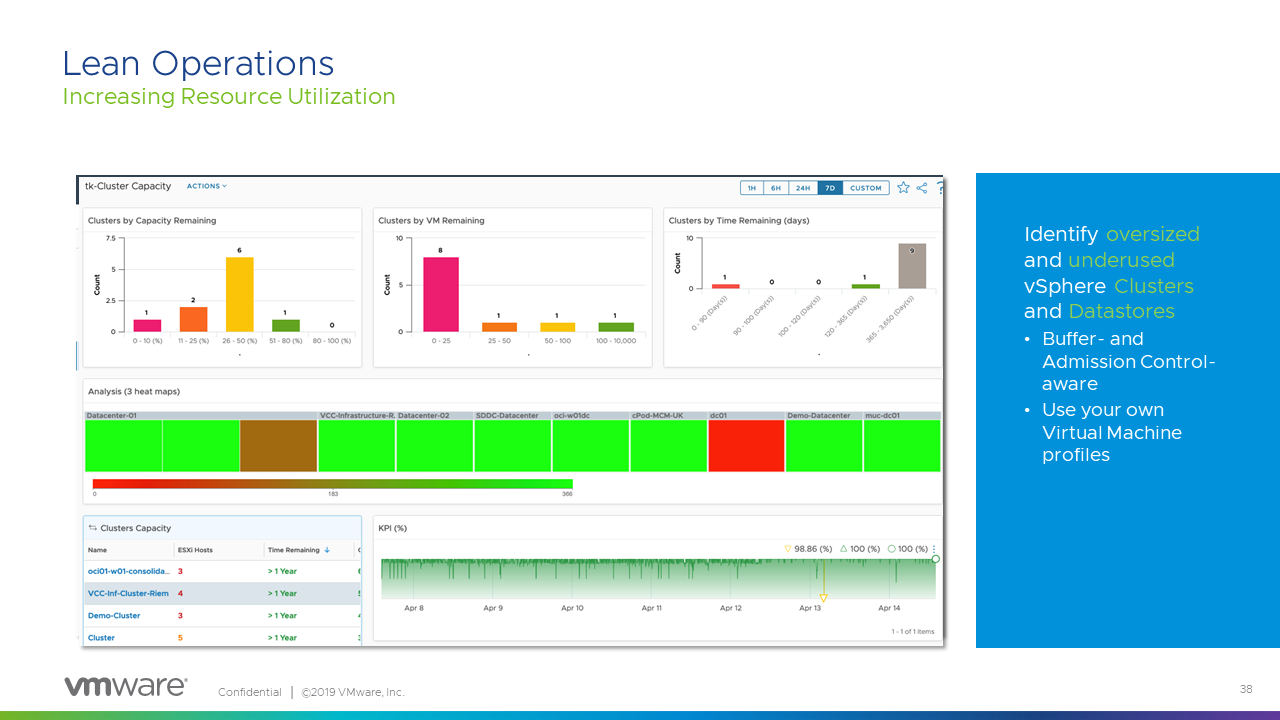 Lean Operations
Increasing Resource Utilization
tk-Cluster Capacity ACTIONS
1H 6H 24H 7D CUSTOM ?
Clusters by Capacity Remaining
7.5
5
2.5
0
Count
1
2
6
1
0
0 - 10 (%) 11 - 25 (%) 26 - 50 (%) 51 - 80 (%) 80 - 100 (%)
Clusters by VM Remaining
10
5
0
Count
8
1
1
1
0 - 25 25 - 50 50 - 100 100 - 10,000
Clusters by Time Remaining (days)
10
0
Count
1
0
0
1
9
0 - 90 (Day(s)) 90 - 100 (Day(s)) 100 - 120 (Day(s)) 120 - 365 (Day(s)) 365 - 3,650 (Day(s))
Analysis (3 heat maps)
Datacenter-01 VCC-Infrastructure-R. Datacenter-02 SDDC-Datacenter oci-w01dc cPod-MCM-UK dc01 Demo-Datacenter muc-dc01
0 183 366
Clusters Capacity
Name ESXi Hosts Time Remaining
oci01-w01-consolida... 3 > 1 Year
VCC-Inf-Cluster-Riem 4 > 1 Year
Demo-Cluster 3 > 1 Year
Cluster 5 > 1 Year
KPI (%)
98.86 (%) 100 (%) 100 (%)
Apr 8 Apr 9 Apr 10 Apr 11 Apr 12 Apr 13 Apr 14
1 - 1 of 1 items
Identify oversized
and underused
vSphere Clusters
and Datastores
• Buffer- and
Admission Control-
aware
• Use your own
Virtual Machine
profiles
vmware®
Confidential | ©2019 VMware, Inc.
38